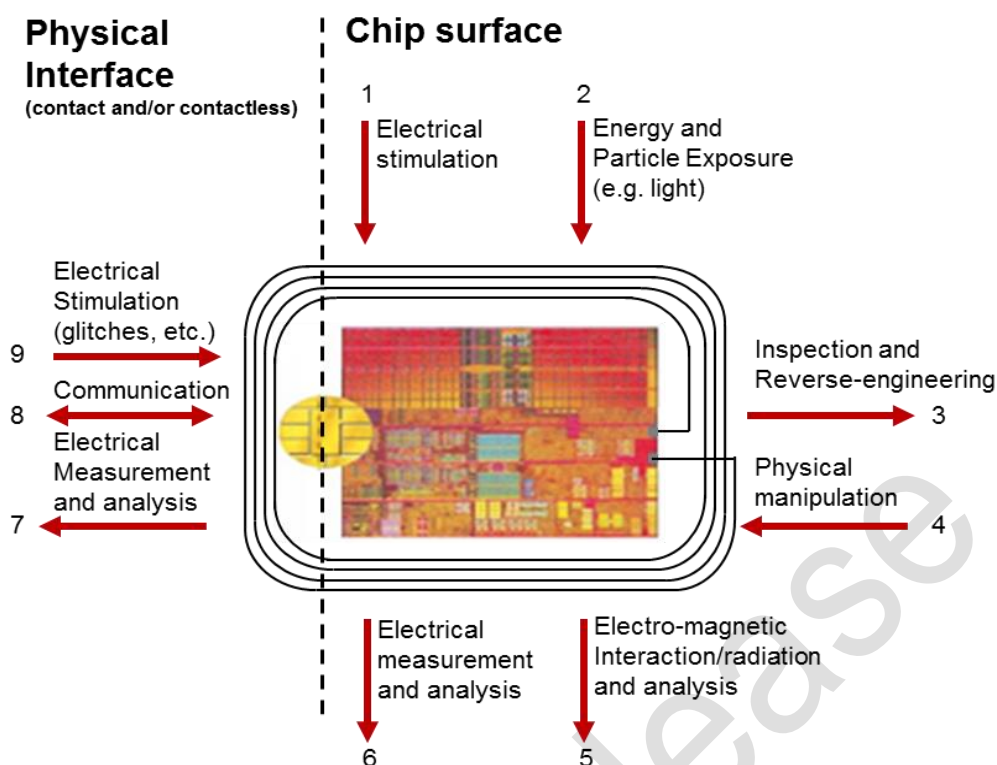 Physical
Interface
(contact and/or contactless)
Chip surface
1
Electrical
stimulation
2
Energy and
Particle Exposure
(e.g. light)
Electrical
Stimulation
(glitches, etc.)
9
Communication
8
Electrical
Measurement
and analysis
7
Inspection and
Reverse-engineering
3
Physical
manipulation
4
Electrical
measurement
and analysis
6
Electro-magnetic
Interaction/radiation
and analysis
5
lease